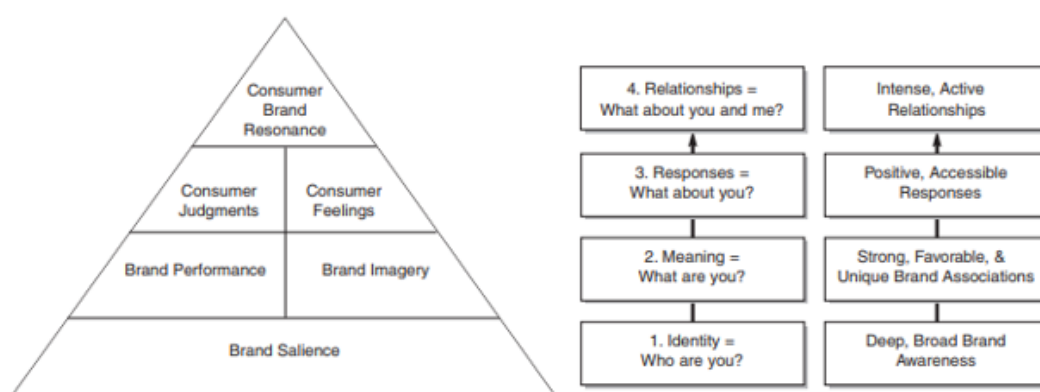 Consumer
Brand
Resonance
Consumer
Judgments
Consumer
Feelings
Brand Performance
Brand Imagery
Brand Salience
4. Relationships =
What about you and me?
3. Responses =
What about you?
2. Meaning =
What are you?
1. Identity =
Who are you?
Intense, Active
Relationships
Positive, Accessible
Responses
Strong, Favorable, &
Unique Brand Associations
Deep, Broad Brand
Awareness